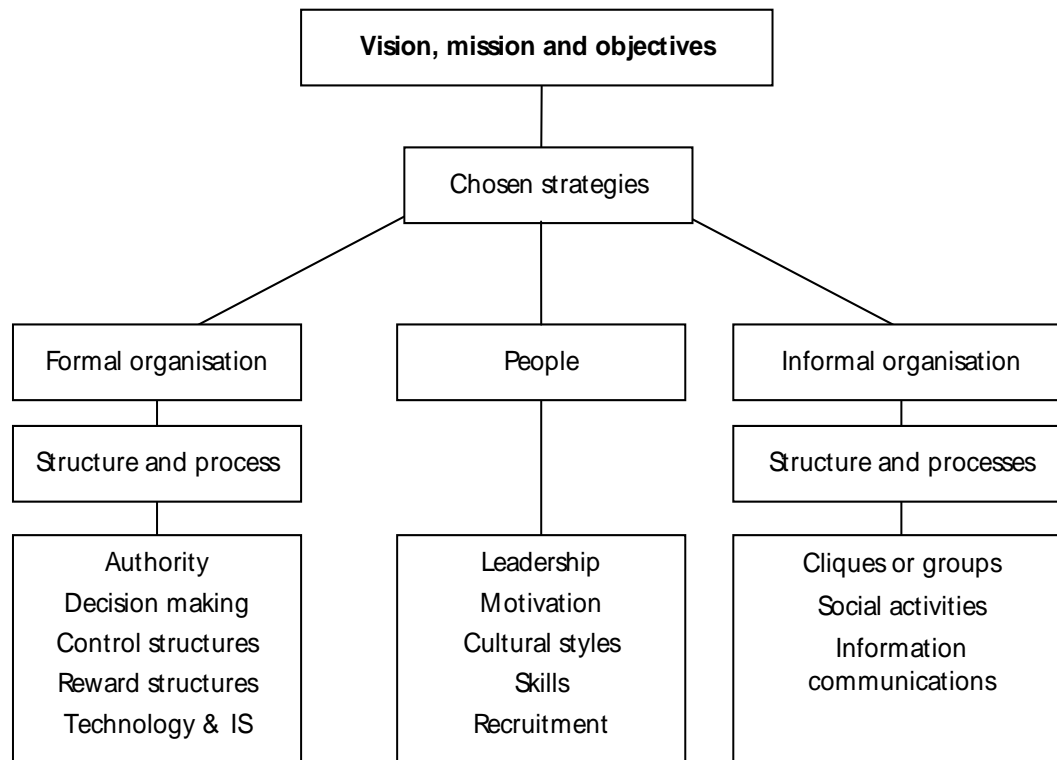 Vision, mission and objectives
Chosen strategies
Formal organisation
People
Informal organisation
Structure and process
Structure and processes
Authority
Decision making
Control structures
Reward structures
Technology & IS
Leadership
Motivation
Cultural styles
Skills
Recruitment
Cliques or groups
Social activities
Information
communications